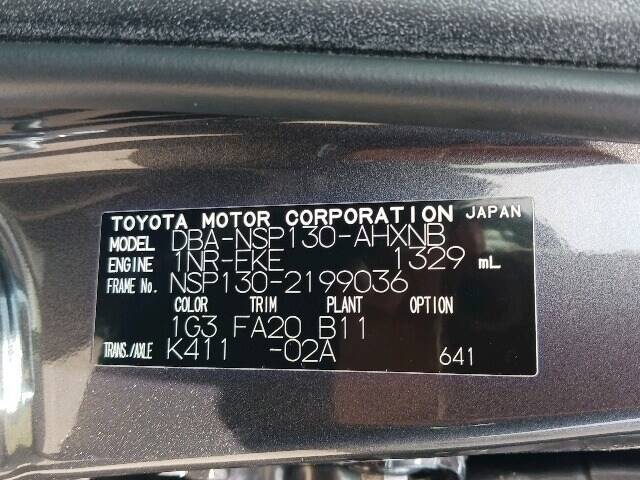 TOYOTA MOTOR CORPORATION JAPAN
MODEL DBA-NSP130-AHXNB
ENGINE 1NR-FKE 1329 mL
FRAME No. NSP130-2199036
COLOR TRIM PLANT OPTION
1G3 FA20 B11
TRANS./AXLE K411 -02A 641